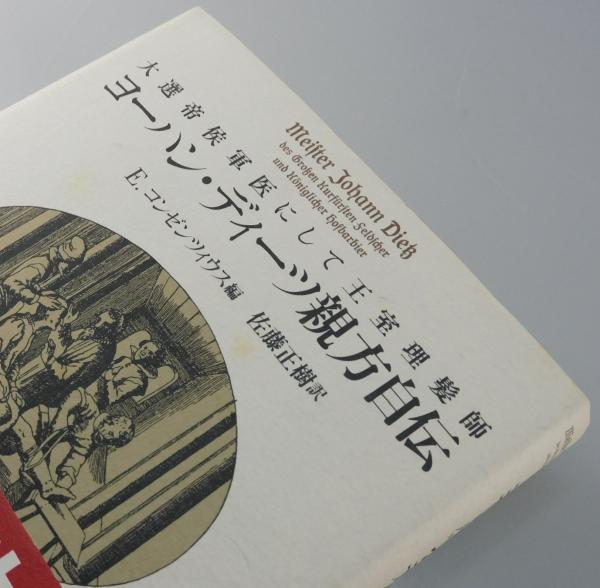 Meister Johann Dietz
des Großen Kurfürsten Feldscher
und Königlicher Hofbarbier
大選帝侯軍医にして王室理髪師
ヨーハン・ディーツ親方自伝
E. コンゼンツィウス編
佐藤正樹訳